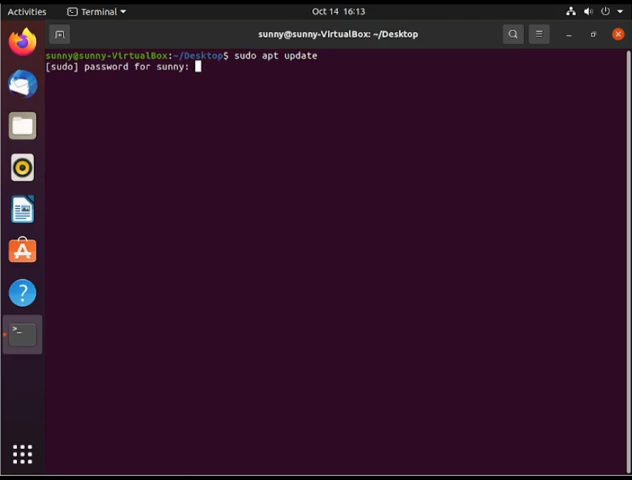 Activities
Terminal
Oct 14 16:13
sunny@sunny-VirtualBox: ~/Desktop
sunny@sunny-VirtualBox:~/Desktop$ sudo apt update
[sudo] password for sunny: